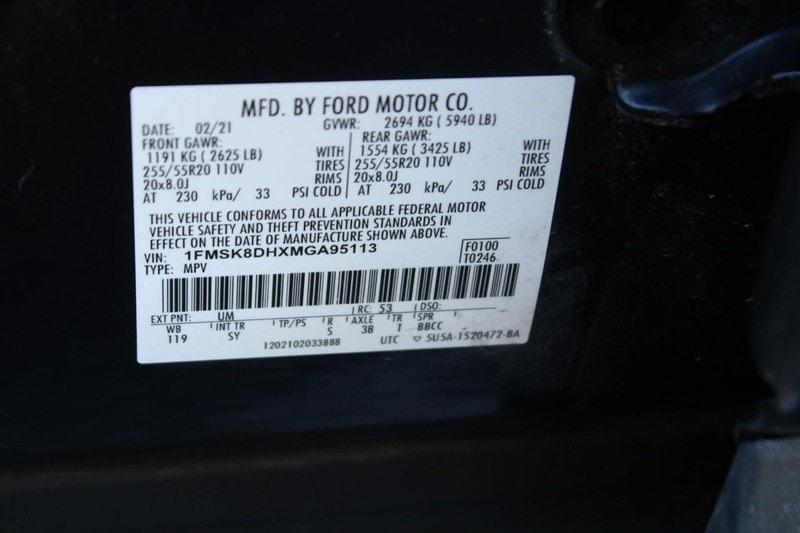 MFD. BY FORD MOTOR CO.
DATE: 02/21 GVWR: 2694 KG ( 5940 LB)
FRONT GAWR: REAR GAWR:
1191 KG ( 2625 LB) WITH 1554 KG ( 3425 LB) WITH
255/55R20 110V TIRES 255/55R20 110V TIRES
20x8.0J RIMS 20x8.0J RIMS
AT 230 kPa/ 33 PSI COLD AT 230 kPa/ 33 PSI COLD
THIS VEHICLE CONFORMS TO ALL APPLICABLE FEDERAL MOTOR
VEHICLE SAFETY AND THEFT PREVENTION STANDARDS IN
EFFECT ON THE DATE OF MANUFACTURE SHOWN ABOVE.
VIN: 1FMSK8DHXMGA95113 F0100
TYPE: MPV T0246
EXT PNT: UM RC: 53 DSO:
WB INT TR TP/PS R AXLE TR SPR
119 SY S 3B T BBCC
1202102033888 UTC ▽ 5U5A-1520472-BA